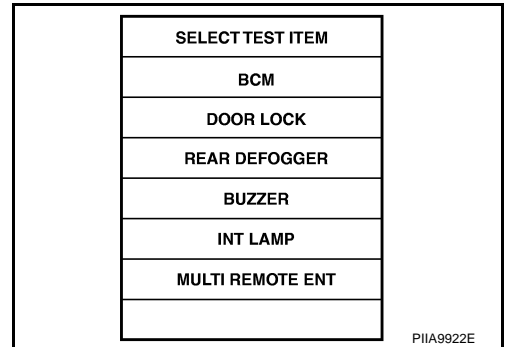 SELECT TEST ITEM
BCM
DOOR LOCK
REAR DEFOGGER
BUZZER
INT LAMP
MULTI REMOTE ENT
PIIA9922E